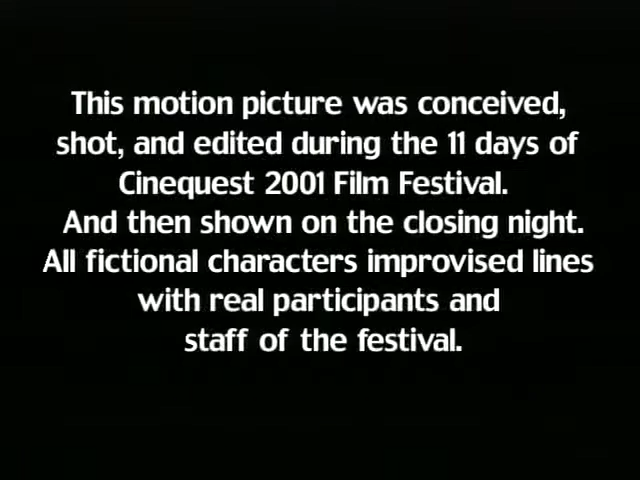 This motion picture was conceived,
shot, and edited during the 11 days of
Cinequest 2001 Film Festival.
And then shown on the closing night.
All fictional characters improvised lines
with real participants and
staff of the festival.